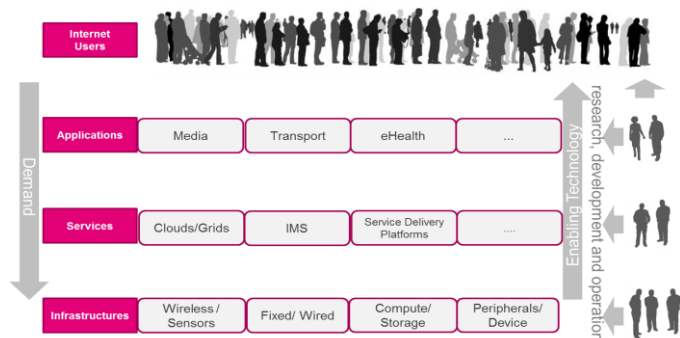 Internet
Users
Demand
Applications
Media
Transport
eHealth
...
Services
Clouds/Grids
IMS
Service Delivery
Platforms
....
Infrastructures
Wireless/
Sensors
Fixed/ Wired
Compute/
Storage
Peripherals/
Device
Enabling Technology
research, development and operation